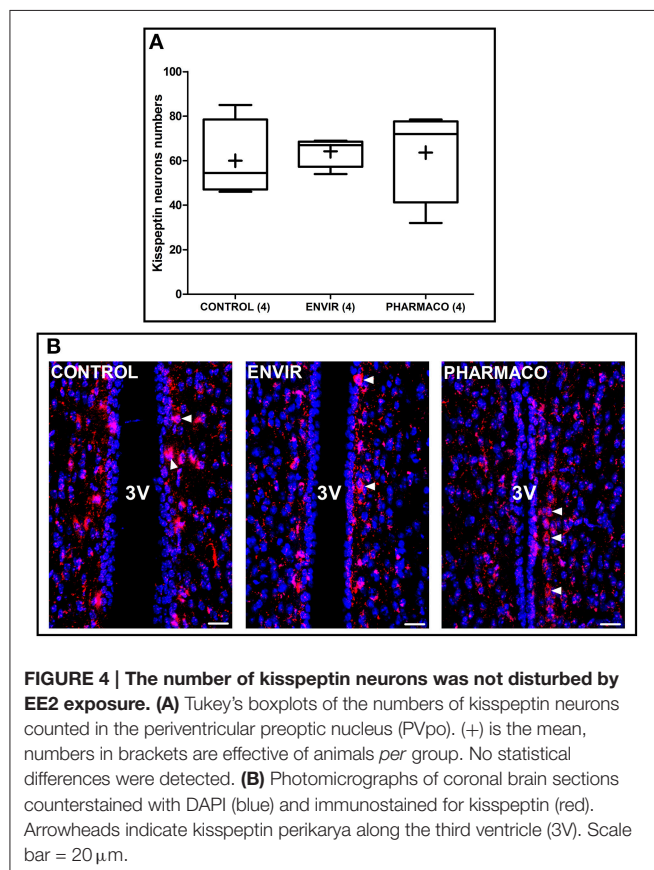 A
Kisspeptin neurons numbers
100
80
60
40
20
0
CONTROL (4) ENVIR (4) PHARMACO (4)
B
CONTROL ENVIR PHARMACO
3V 3V 3V
FIGURE 4 | The number of kisspeptin neurons was not disturbed by
EE2 exposure. (A) Tukey's boxplots of the numbers of kisspeptin neurons
counted in the periventricular preoptic nucleus (PVpo). (+) is the mean,
numbers in brackets are effective of animals per group. No statistical
differences were detected. (B) Photomicrographs of coronal brain sections
counterstained with DAPI (blue) and immunostained for kisspeptin (red).
Arrowheads indicate kisspeptin perikarya along the third ventricle (3V). Scale
bar = 20 μm.